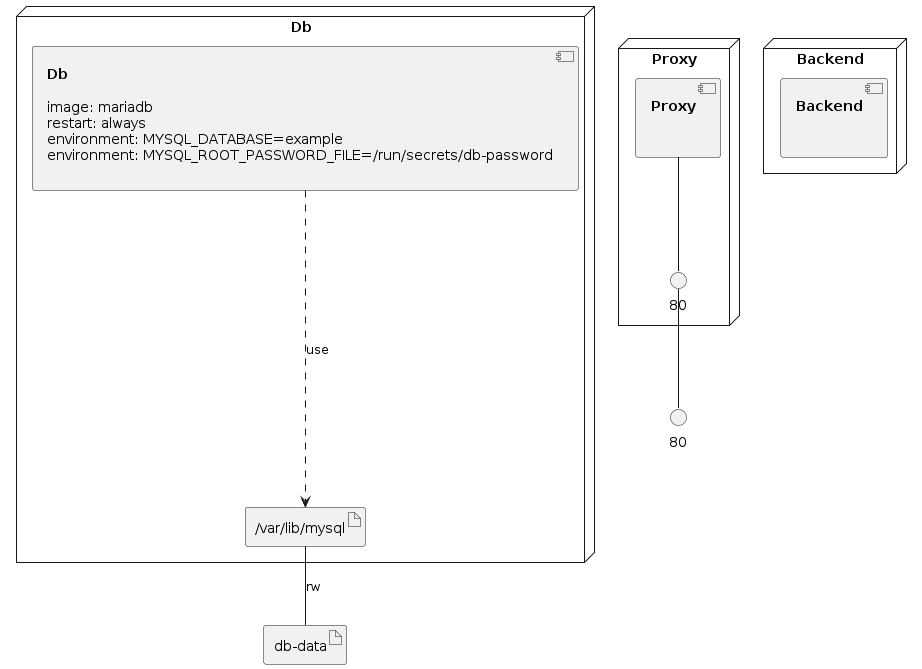 Db
Db
image: mariadb
restart: always
environment: MYSQL_DATABASE=example
environment: MYSQL_ROOT_PASSWORD_FILE=/run/secrets/db-password
use
/var/lib/mysql
rw
db-data
Proxy
Proxy
80
80
Backend
Backend